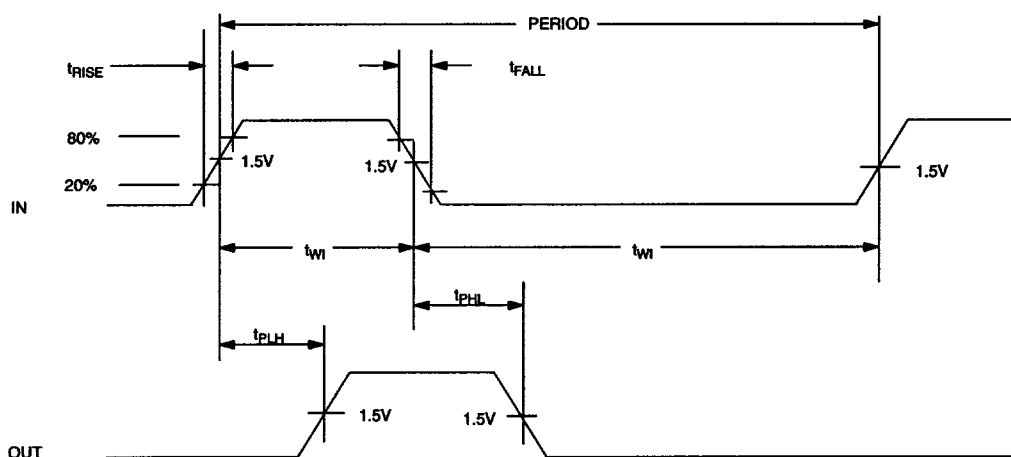 PERIOD
tRISE
tFALL
80%
1.5V
1.5V
1.5V
20%
IN
tWI
tWI
tPHL
tPLH
1.5V
1.5V
OUT